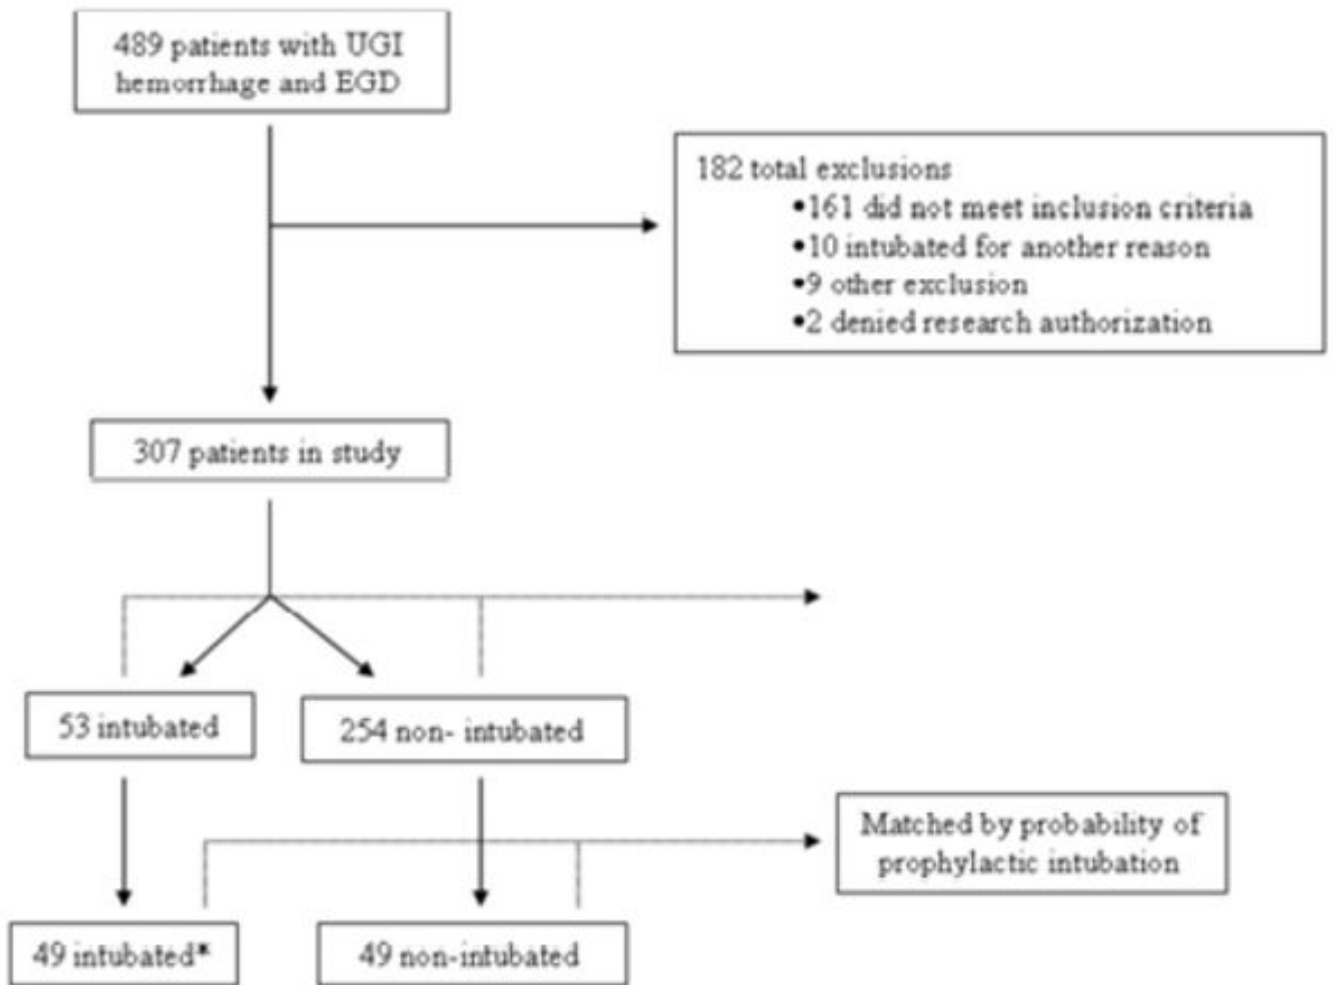 489 patients with UGI
hemorrhage and EGD
182 total exclusions
•161 did not meet inclusion criteria
•10 intubated for another reason
•9 other exclusion
•2 denied research authorization
307 patients in study
53 intubated
254 non- intubated
Matched by probability of
prophylactic intubation
49 intubated*
49 non-intubated